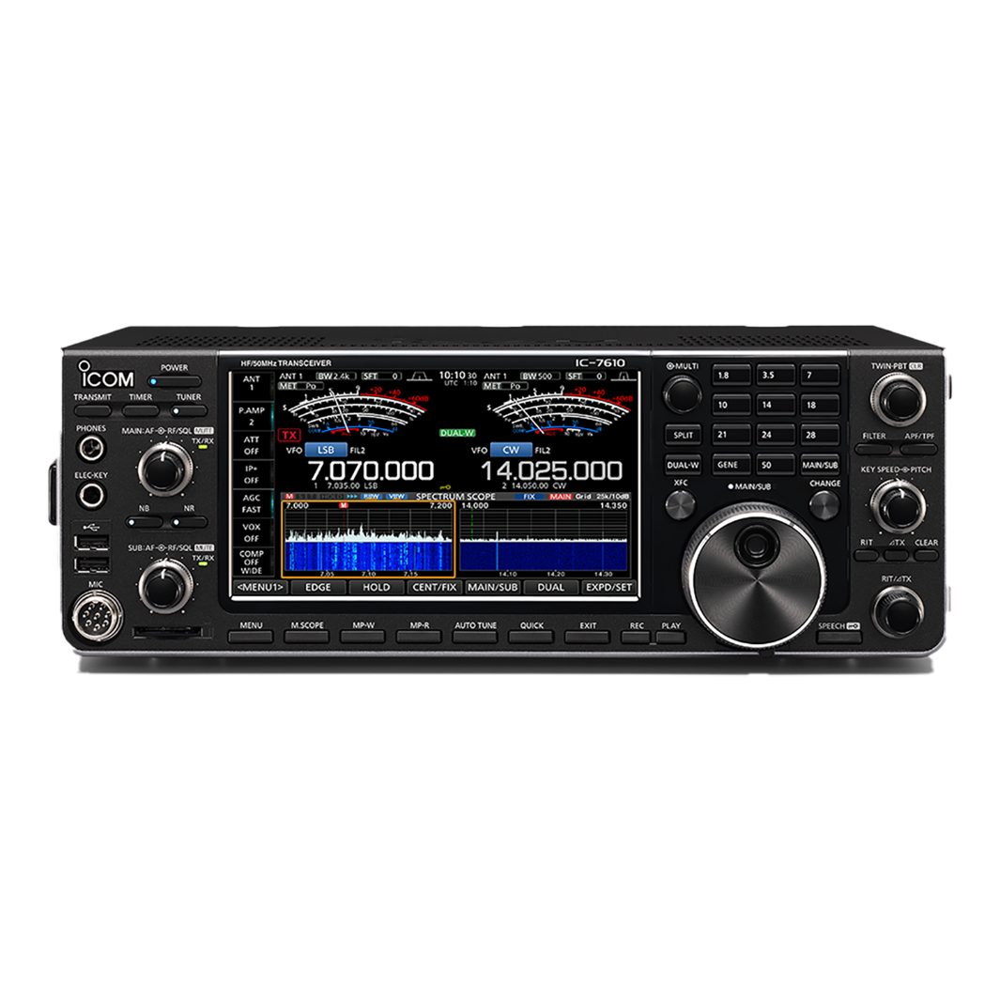 iCOM
POWER
TRANSMIT TIMER TUNER
PHONES
MAIN:AF RF/SQL MUTE
TX/RX
ELEC-KEY
NB NR
SUB:AF RF/SQL MUTE
TX/RX
MIC
HF/50MHz TRANSCEIVER IC-7610
ANT
1
P.AMP
2
ATT
OFF
IP+
OFF
AGC
FAST
VOX
OFF
COMP
OFF
WIDE
ANT 1 BW 2.4k SFT 0 10:10 30 ANT 1 BW 500 SFT 0
MET Po UTC 1:10 MET Po
TX DUAL-W
VFO LSB FIL2 VFO CW FIL2
7.070.000 14.025.000
1 7.035.00 LSB 2 14.050.00 CW
SPECTRUM SCOPE FIX MAIN Grid 25k/10dB
7.000 M 7.200 14.000 14.350
7.05 7.10 7.15 14.10 14.20 14.30
<MENU1> EDGE HOLD CENT/FIX MAIN/SUB DUAL EXPD/SET
MENU M.SCOPE MP-W MP-R AUTO TUNE QUICK EXIT REC PLAY
MULTI
1.8 3.5 7
10 14 18
SPLIT 21 24 28
DUAL-W GENE 50 MAIN/SUB
XFC MAIN/SUB CHANGE
SPEECH
TWIN-PBT CLR
FILTER APF/TPF
KEY SPEED PITCH
RIT ⊿TX CLEAR
RIT/⊿TX